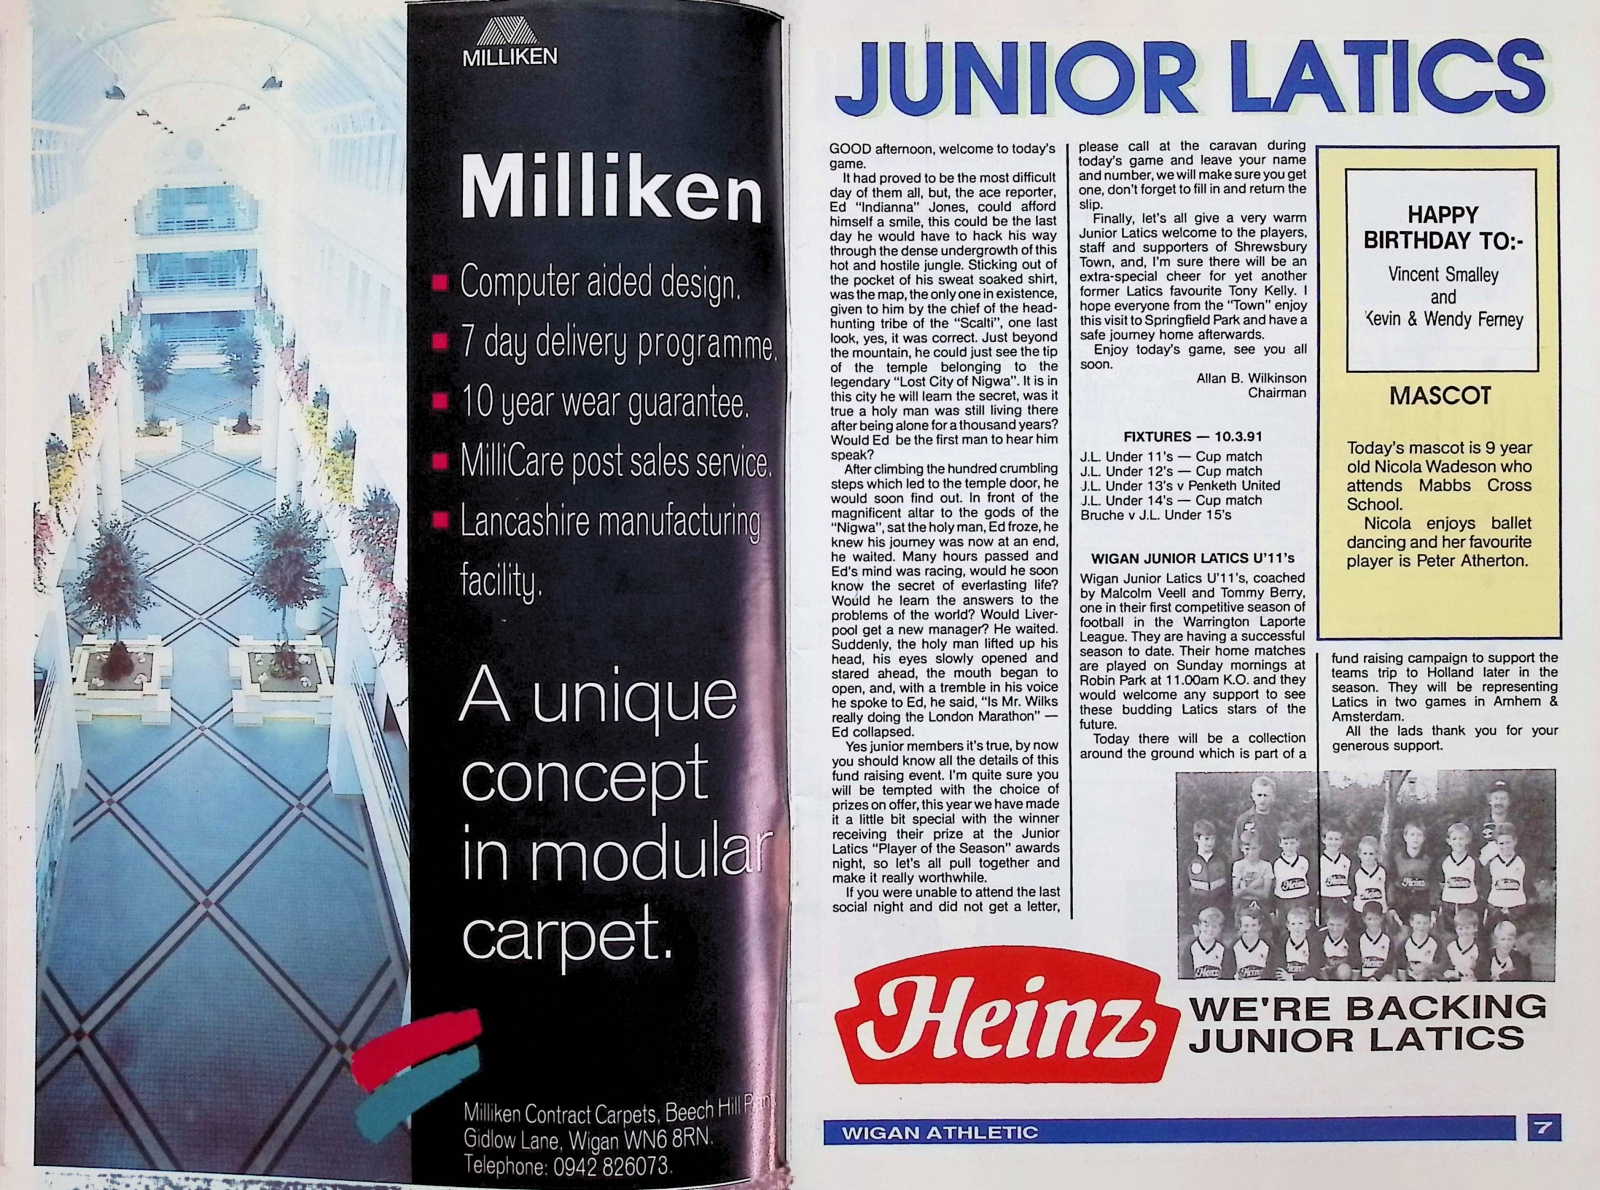 MILLIKEN
Milliken
Computer aided design.
7 day delivery programme.
10 year wear guarantee.
MilliCare post sales service.
Lancashire manufacturing
facility.
A unique
concept
in modular
carpet.
Milliken Contract Carpets, Beech Hill Plant,
Gidlow Lane, Wigan WN6 8RN.
Telephone: 0942 826073.
JUNIOR LATICS
GOOD afternoon, welcome to today's
game.
It had proved to be the most difficult
day of them all, but, the ace reporter,
Ed "Indianna" Jones, could afford
himself a smile, this could be the last
day he would have to hack his way
through the dense undergrowth of this
hot and hostile jungle. Sticking out of
the pocket of his sweat soaked shirt,
was the map, the only one in existence,
given to him by the chief of the head-
hunting tribe of the "Scalti", one last
look, yes, it was correct. Just beyond
the mountain, he could just see the tip
of the temple belonging to the
legendary "Lost City of Nigwa". It is in
this city he will learn the secret, was it
true a holy man was still living there
after being alone for a thousand years?
Would Ed be the first man to hear him
speak?
After climbing the hundred crumbling
steps which led to the temple door, he
would soon find out. In front of the
magnificent altar to the gods of the
"Nigwa", sat the holy man, Ed froze, he
knew his journey was now at an end,
he waited. Many hours passed and
Ed's mind was racing, would he soon
know the secret of everlasting life?
Would he learn the answers to the
problems of the world? Would Liver-
pool get a new manager? He waited.
Suddenly, the holy man lifted up his
head, his eyes slowly opened and
stared ahead, the mouth began to
open, and, with a tremble in his voice
he spoke to Ed, he said, "Is Mr. Wilks
really doing the London Marathon" —
Ed collapsed.
Yes junior members it's true, by now
you should know all the details of this
fund raising event. I'm quite sure you
will be tempted with the choice of
prizes on offer, this year we have made
it a little bit special with the winner
receiving their prize at the Junior
Latics "Player of the Season" awards
night, so let's all pull together and
make it really worthwhile.
If you were unable to attend the last
social night and did not get a letter,
please call at the caravan during
today's game and leave your name
and number, we will make sure you get
one, don't forget to fill in and return the
slip.
Finally, let's all give a very warm
Junior Latics welcome to the players,
staff and supporters of Shrewsbury
Town, and, I'm sure there will be an
extra-special cheer for yet another
former Latics favourite Tony Kelly. I
hope everyone from the "Town" enjoy
this visit to Springfield Park and have a
safe journey home afterwards.
Enjoy today's game, see you all
soon.
Allan B. Wilkinson
Chairman
FIXTURES — 10.3.91
J.L. Under 11's — Cup match
J.L. Under 12's — Cup match
J.L. Under 13's v Penketh United
J.L. Under 14's — Cup match
Bruche v J.L. Under 15's
WIGAN JUNIOR LATICS U'11's
Wigan Junior Latics U'11's, coached
by Malcolm Veell and Tommy Berry,
one in their first competitive season of
football in the Warrington Laporte
League. They are having a successful
season to date. Their home matches
are played on Sunday mornings at
Robin Park at 11.00am K.O. and they
would welcome any support to see
these budding Latics stars of the
future.
Today there will be a collection
around the ground which is part of a
HAPPY
BIRTHDAY TO:-
Vincent Smalley
and
Kevin & Wendy Ferney
MASCOT
Today's mascot is 9 year
old Nicola Wadeson who
attends Mabbs Cross
School.
Nicola enjoys ballet
dancing and her favourite
player is Peter Atherton.
fund raising campaign to support the
teams trip to Holland later in the
season. They will be representing
Latics in two games in Arnhem &
Amsterdam.
All the lads thank you for your
generous support.
Heinz
Heinz
Heinz
Heinz
WE'RE BACKING
JUNIOR LATICS
WIGAN ATHLETIC
7